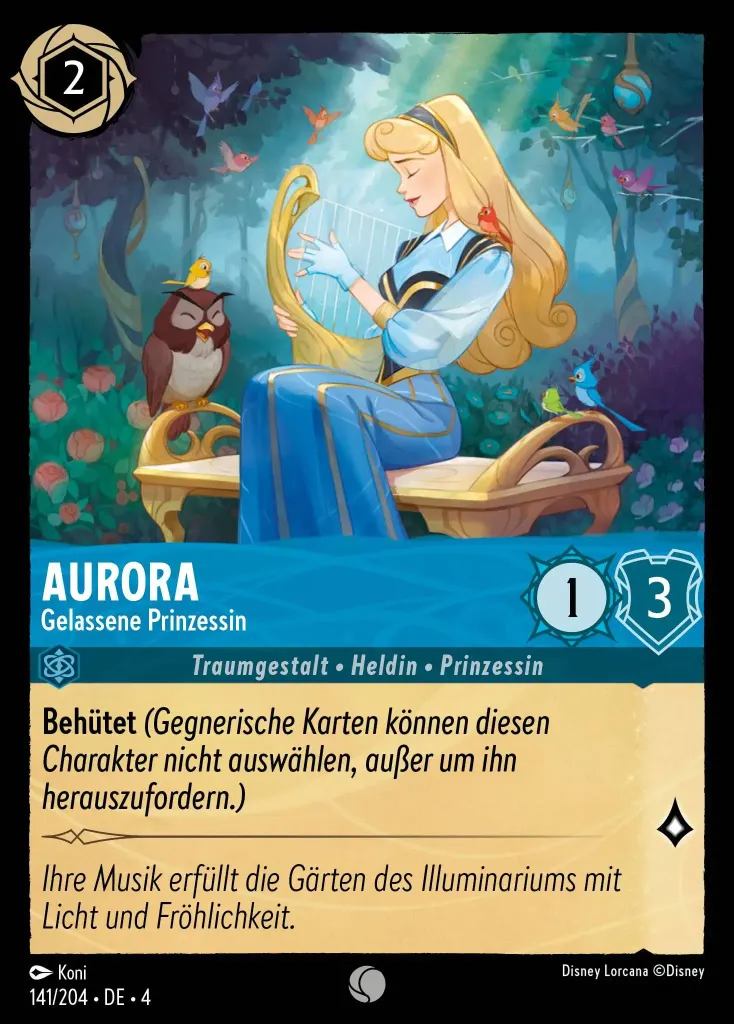 2
AURORA
Gelassene Prinzessin
1
3
Traumgestalt • Heldin • Prinzessin
Behütet (Gegnerische Karten können diesen
Charakter nicht auswählen, außer um ihn
herauszufordern.)
Ihre Musik erfüllt die Gärten des Illuminariums mit
Licht und Fröhlichkeit.
Koni
Disney Lorcana ©Disney
141/204 • DE • 4